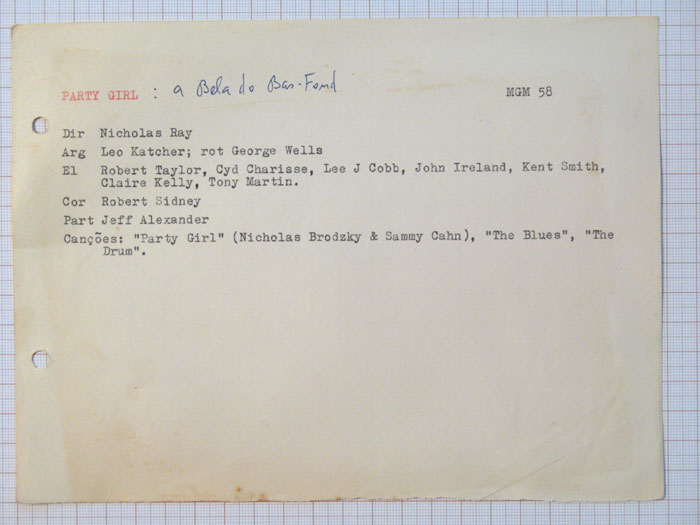 PARTY GIRL : a Bela do Bas-Fond MGM 58
Dir Nicholas Ray
Arg Leo Katcher; rot George Wells
El Robert Taylor, Cyd Charisse, Lee J Cobb, John Ireland, Kent Smith,
Claire Kelly, Tony Martin.
Cor Robert Sidney
Part Jeff Alexander
Canções: "Party Girl" (Nicholas Brodzky & Sammy Cahn), "The Blues", "The
Drum".